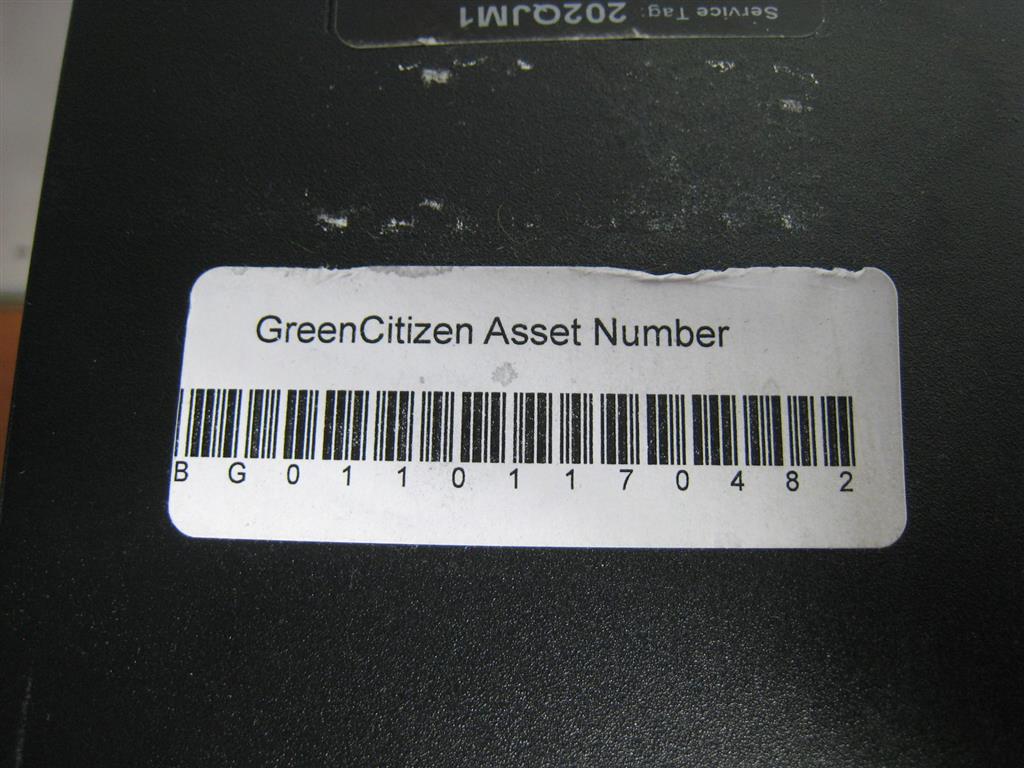 Service Tag: 202QJM1
GreenCitizen Asset Number
BG01101170482